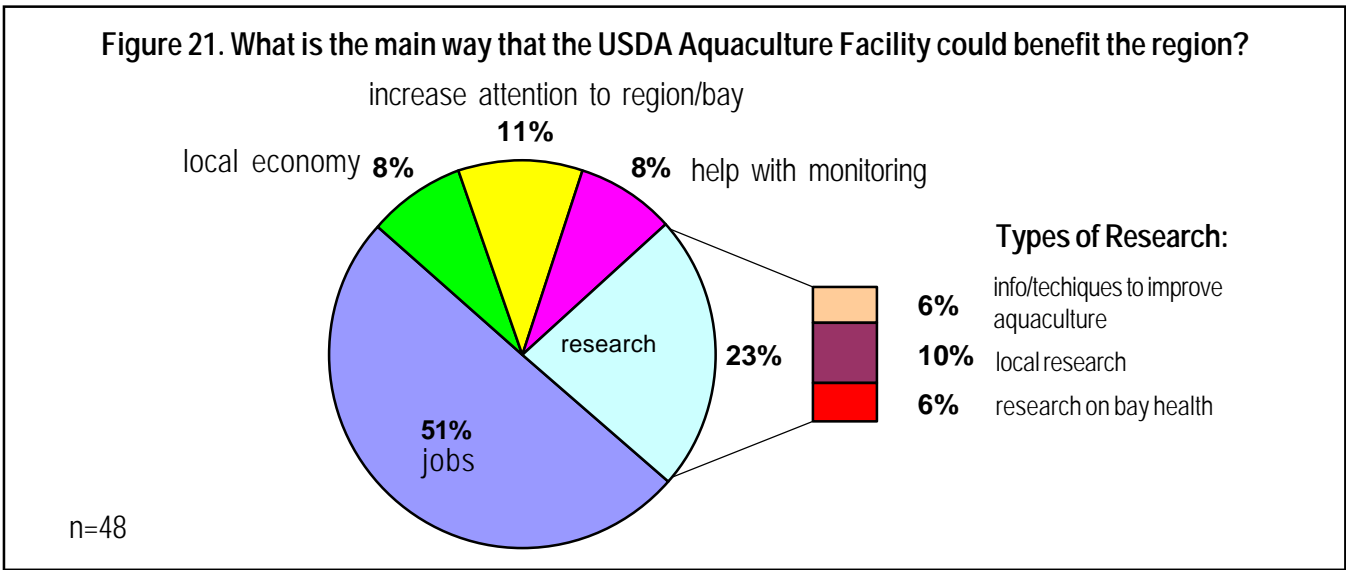 Figure 21. What is the main way that the USDA Aquaculture Facility could benefit the region?
increase attention to region/bay
11%
local economy 8%
8% help with monitoring
Types of Research:
research
23%
6% info/techiques to improve
aquaculture
10% local research
6% research on bay health
51%
jobs
n=48